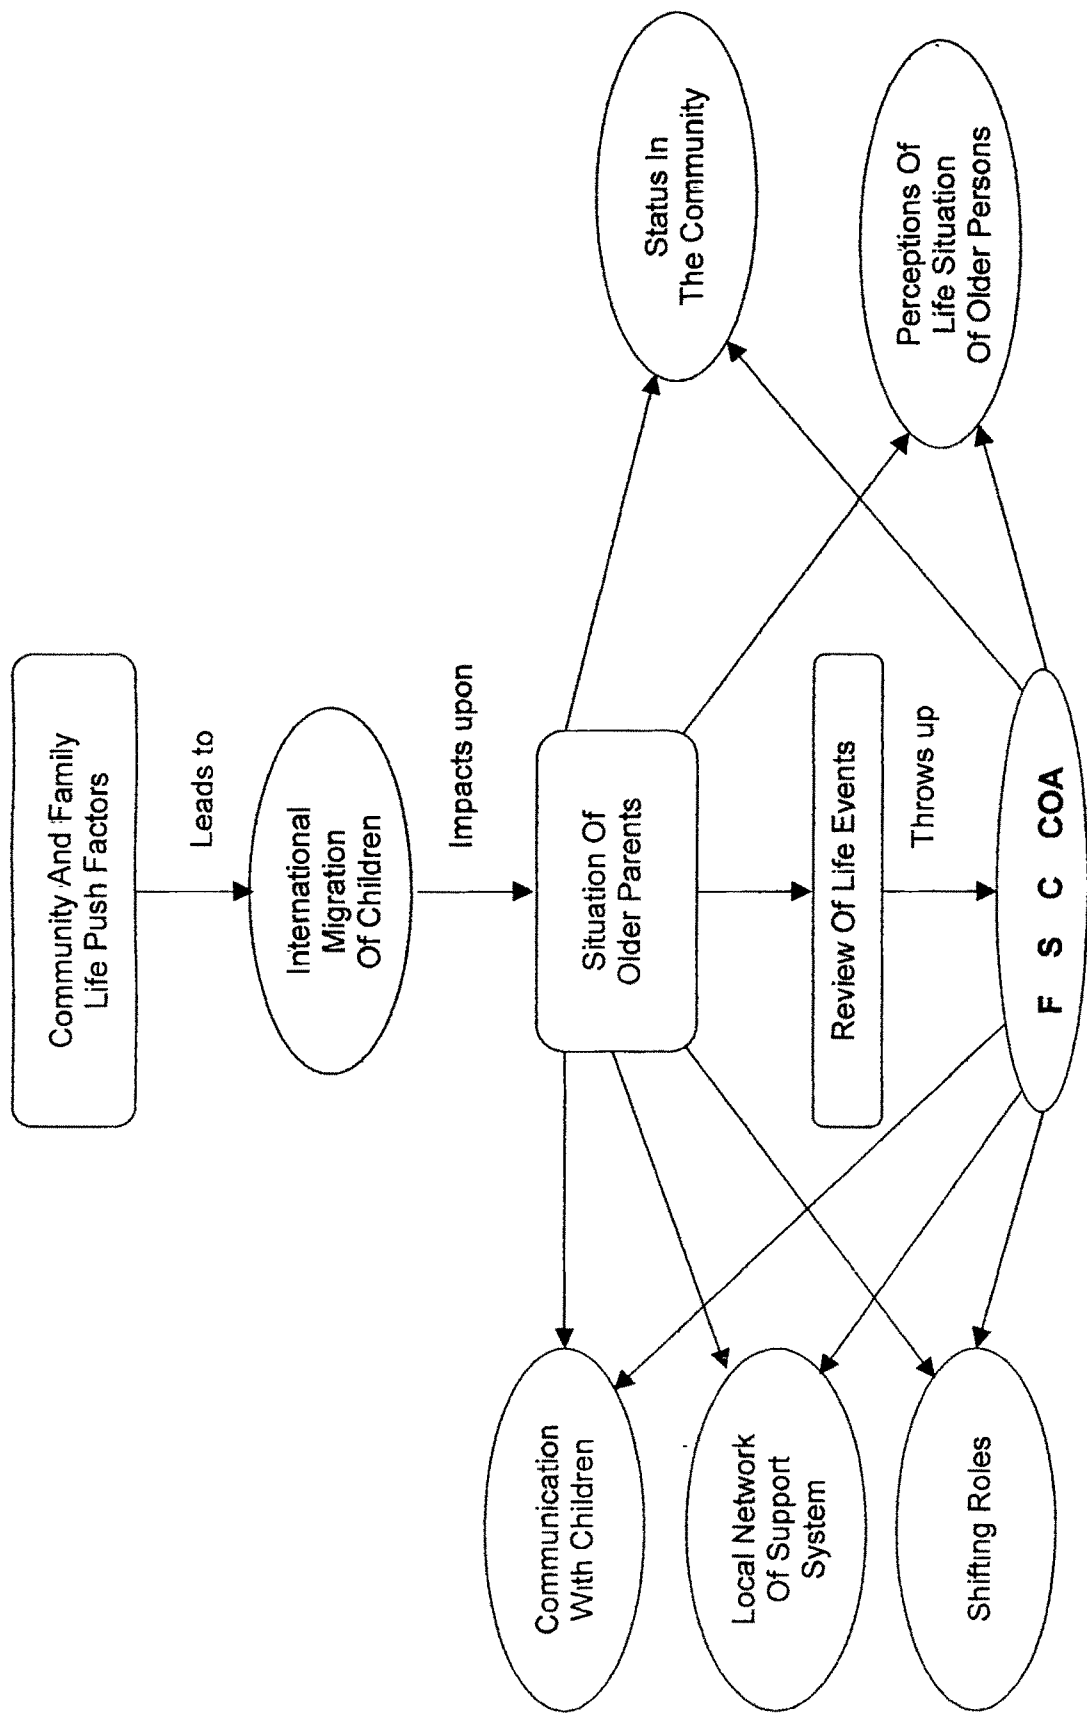 Community And Family
Life Push Factors
Leads to
International
Migration
Of Children
Impacts upon
Situation Of
Older Parents
Communication
With Children
Status In
The Community
Local Network
Of Support
System
Review Of Life Events
Perceptions Of
Life Situation
Of Older Persons
Throws up
Shifting Roles
F S C COA